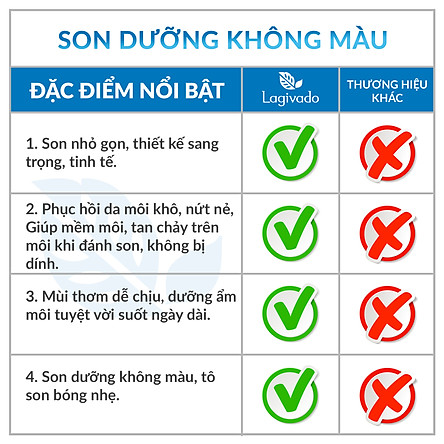 SON DƯỠNG KHÔNG MÀU
ĐẶC ĐIỂM NỔI BẬT
Lagivado
THƯƠNG HIỆU
KHÁC
1. Son nhỏ gọn, thiết kế sang
trọng, tinh tế.
2. Phục hồi da môi khô, nứt nẻ,
Giúp mềm môi, tan chảy trên
môi khi đánh son, không bị
dính.
3. Mùi thơm dễ chịu, dưỡng ẩm
môi tuyệt vời suốt ngày dài.
4. Son dưỡng không màu, tô
son bóng nhẹ.